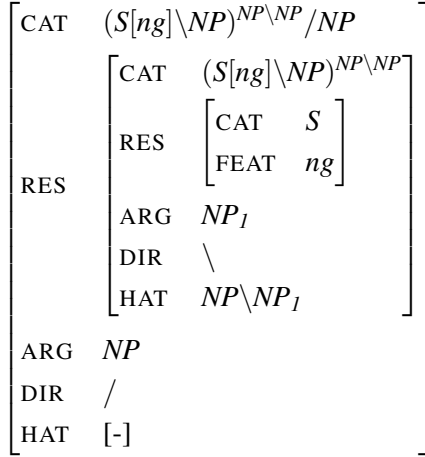 CAT (S[ng]\NP)^{NP\NP}/NP
CAT (S[ng]\NP)^{NP\NP}
RES
CAT S
FEAT ng
RES
ARG NP_1
DIR \
HAT NP\NP_1
ARG NP
DIR /
HAT [-]